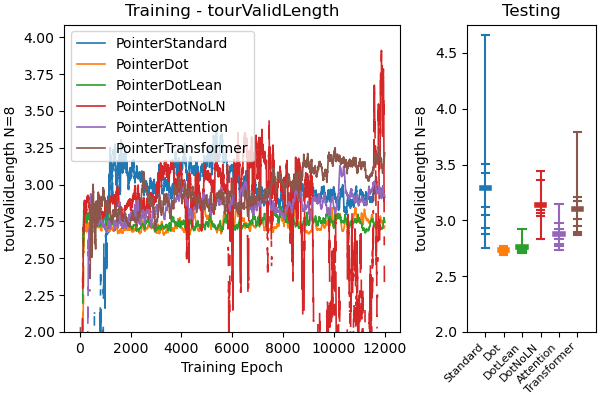 Training - tourValidLength
Testing
tourValidLength N=8
4.00
3.75
3.50
3.25
3.00
2.75
2.50
2.25
2.00
PointerStandard
PointerDot
PointerDotLean
PointerDotNoLN
PointerAttention
PointerTransformer
0 2000 4000 6000 8000 10000 12000
Training Epoch
tourValidLength N=8
4.5
4.0
3.5
3.0
2.5
2.0
Standard
Dot
DotLean
DotNoLN
Attention
Transformer